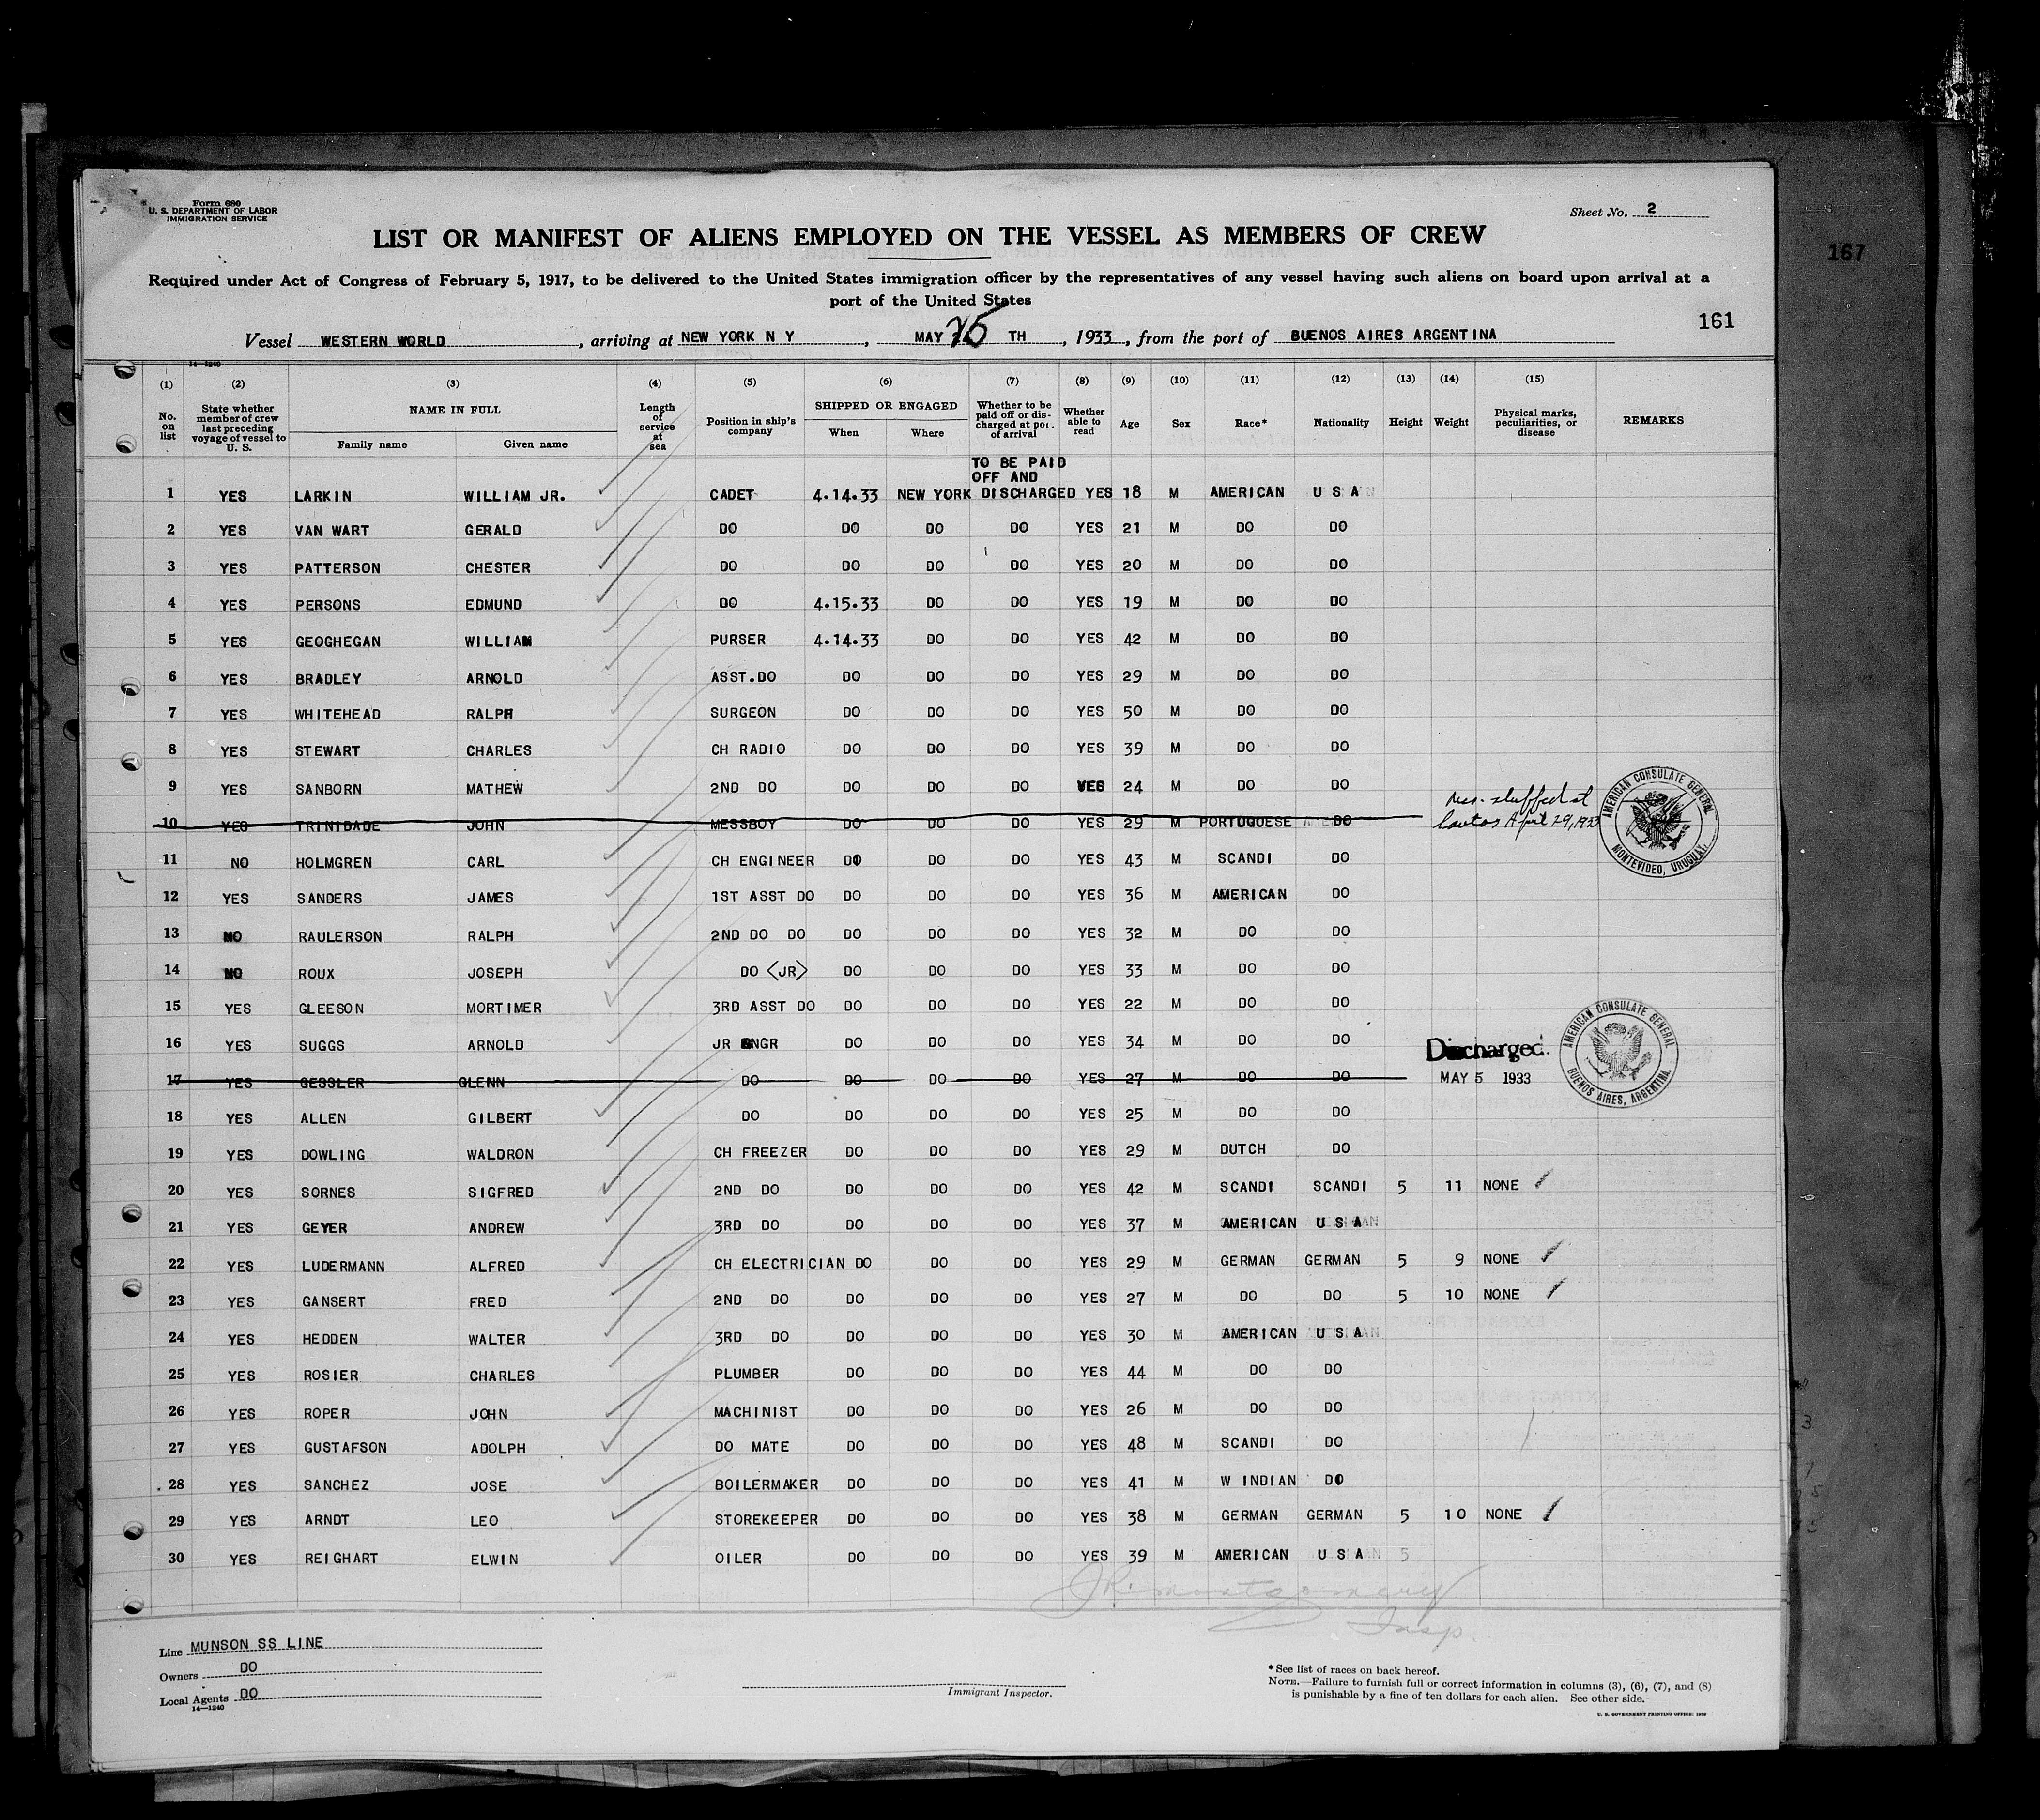 Form 680
U. S. DEPARTMENT OF LABOR
IMMIGRATION SERVICE
Sheet No. 2
LIST OR MANIFEST OF ALIENS EMPLOYED ON THE VESSEL AS MEMBERS OF CREW
Required under Act of Congress of February 5, 1917, to be delivered to the United States immigration officer by the representatives of any vessel having such aliens on board upon arrival at a
port of the United States
167
161
Vessel WESTERN WORLD, arriving at NEW YORK N Y, MAY 25 TH, 1933, from the port of BUENOS AIRES ARGENTINA
14—1240
(1) (2) (3) (4) (5) (6) (7) (8) (9) (10) (11) (12) (13) (14) (15)
No. on list State whether member of crew last preceding voyage of vessel to U. S. NAME IN FULL Family name Given name Length of service at sea Position in ship's company SHIPPED OR ENGAGED When Where Whether to be paid off or discharged at port of arrival Whether able to read Age Sex Race* Nationality Height Weight Physical marks, peculiarities, or disease REMARKS
TO BE PAID
OFF AND
1 YES LARKIN WILLIAM JR. CADET 4.14.33 NEW YORK DISCHARGED YES 18 M AMERICAN U S A
2 YES VAN WART GERALD DO DO DO DO YES 21 M DO DO
3 YES PATTERSON CHESTER DO DO DO DO YES 20 M DO DO
4 YES PERSONS EDMUND DO 4.15.33 DO DO YES 19 M DO DO
5 YES GEOGHEGAN WILLIAM PURSER 4.14.33 DO DO YES 42 M DO DO
6 YES BRADLEY ARNOLD ASST.DO DO DO DO YES 29 M DO DO
7 YES WHITEHEAD RALPH SURGEON DO DO DO YES 50 M DO DO
8 YES STEWART CHARLES CH RADIO DO DO DO YES 39 M DO DO
9 YES SANBORN MATHEW 2ND DO DO DO DO YES 24 M DO DO
10 YES TRINIDADE JOHN MESSBOY DO DO DO YES 29 M PORTUGUESE DO
Santos April 29, 1933
AMERICAN CONSULATE GENERAL MONTEVIDEO, URUGUAY.
11 NO HOLMGREN CARL CH ENGINEER DO DO DO YES 43 M SCANDI DO
12 YES SANDERS JAMES 1ST ASST DO DO DO DO YES 36 M AMERICAN DO
13 NO RAULERSON RALPH 2ND DO DO DO DO DO YES 32 M DO DO
14 NO ROUX JOSEPH DO <JR> DO DO DO YES 33 M DO DO
15 YES GLEESON MORTIMER 3RD ASST DO DO DO DO YES 22 M DO DO
16 YES SUGGS ARNOLD JR ENGR DO DO DO YES 34 M DO DO
17 YES GESSLER GLENN DO DO DO DO YES 27 M DO DO
Discharged.
MAY 5 1933
AMERICAN CONSULATE GENERAL BUENOS AIRES, ARGENTINA.
18 YES ALLEN GILBERT DO DO DO DO YES 25 M DO DO
19 YES DOWLING WALDRON CH FREEZER DO DO DO YES 29 M DUTCH DO
20 YES SORNES SIGFRED 2ND DO DO DO DO YES 42 M SCANDI SCANDI 5 11 NONE
21 YES GEYER ANDREW 3RD DO DO DO DO YES 37 M AMERICAN U S A
22 YES LUDERMANN ALFRED CH ELECTRICIAN DO DO DO YES 29 M GERMAN GERMAN 5 9 NONE
23 YES GANSERT FRED 2ND DO DO DO DO YES 27 M DO DO 5 10 NONE
24 YES HEDDEN WALTER 3RD DO DO DO DO YES 30 M AMERICAN U S A
25 YES ROSIER CHARLES PLUMBER DO DO DO YES 44 M DO DO
26 YES ROPER JOHN MACHINIST DO DO DO YES 26 M DO DO
27 YES GUSTAFSON ADOLPH DO MATE DO DO DO YES 48 M SCANDI DO
28 YES SANCHEZ JOSE BOILERMAKER DO DO DO YES 41 M W INDIAN DO
29 YES ARNDT LEO STOREKEEPER DO DO DO YES 38 M GERMAN GERMAN 5 10 NONE
30 YES REIGHART ELWIN OILER DO DO DO YES 39 M AMERICAN U S A 5
Montgomery
Insp.
Line MUNSON SS LINE
Owners DO
Local Agents DO
14—1240
Immigrant Inspector.
*See list of races on back hereof.
NOTE.—Failure to furnish full or correct information in columns (3), (6), (7), and (8)
is punishable by a fine of ten dollars for each alien. See other side.
U. S. GOVERNMENT PRINTING OFFICE: 1930